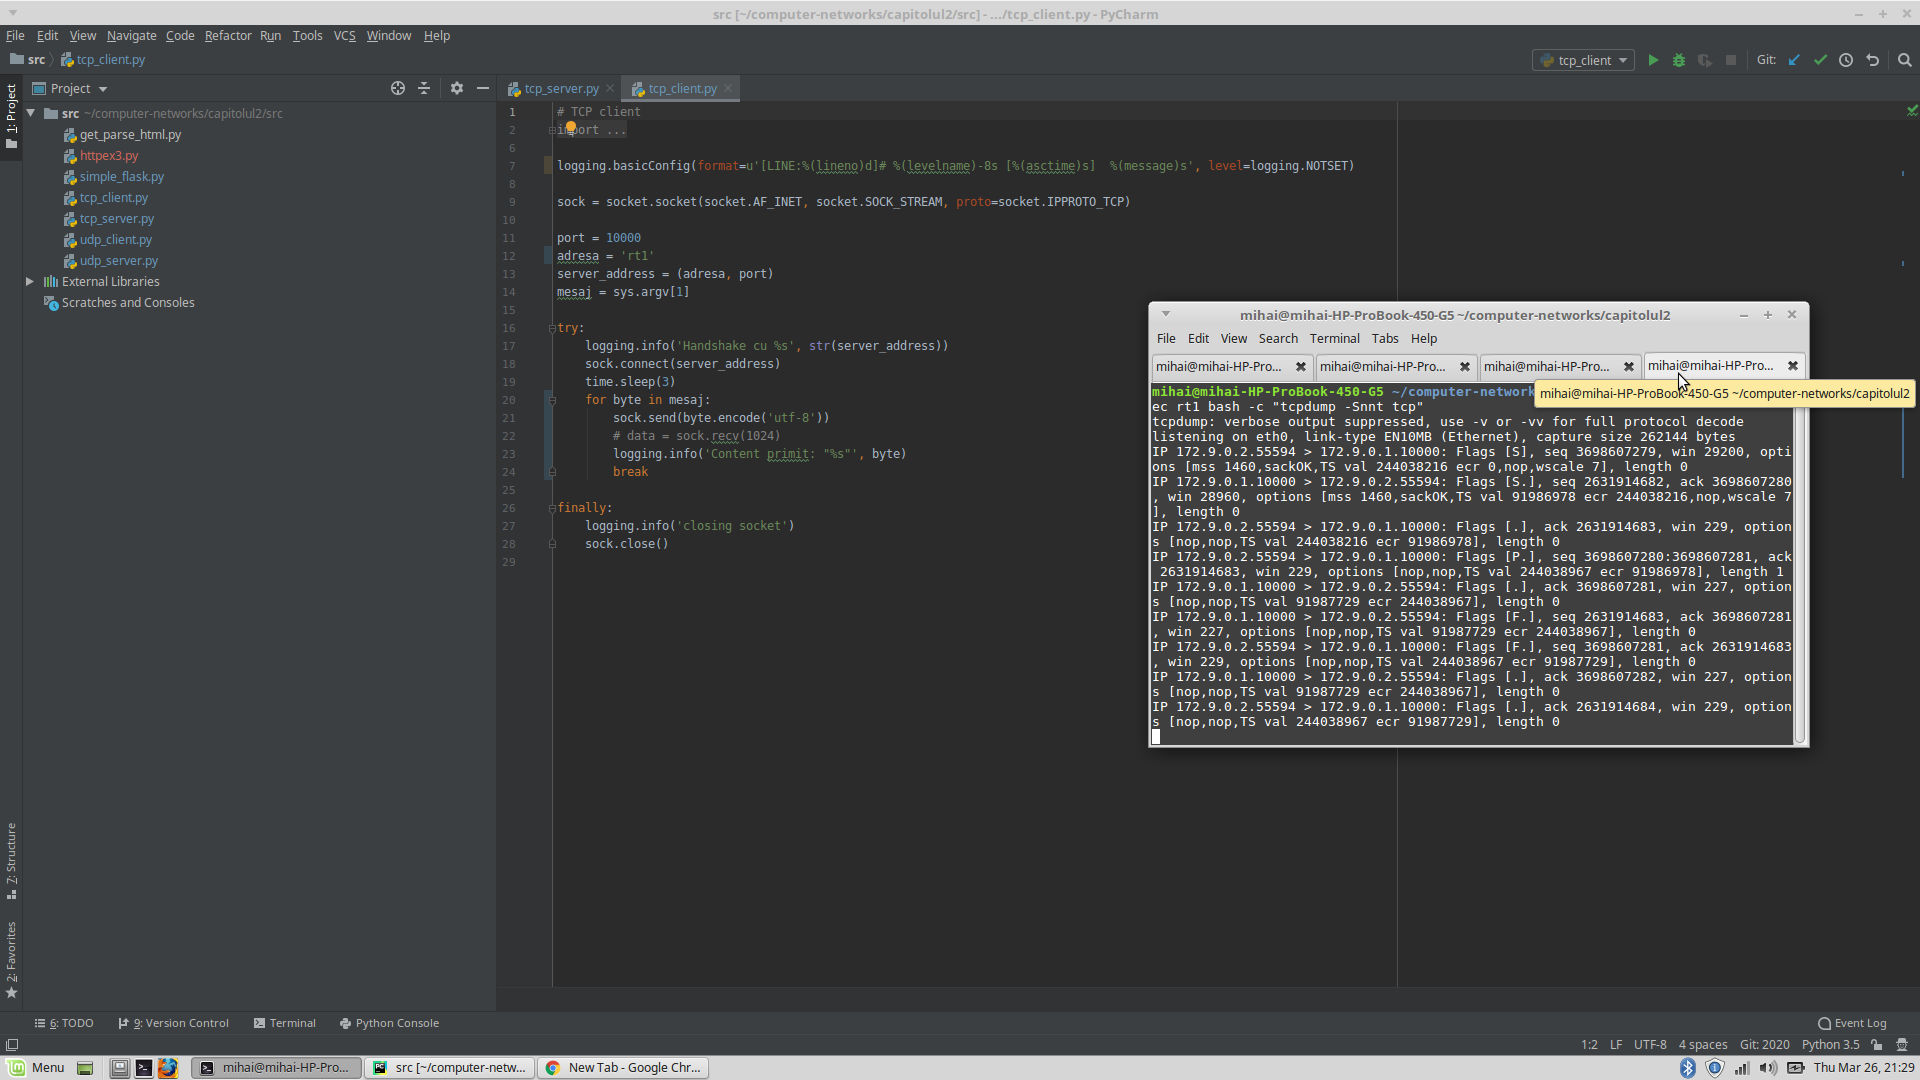 src [~/computer-networks/capitolul2/src] - .../tcp_client.py - PyCharm
File Edit View Navigate Code Refactor Run Tools VCS Window Help
src tcp_client.py
tcp_client Git:
1: Project
Project
tcp_server.py tcp_client.py
src ~/computer-networks/capitolul2/src
get_parse_html.py
httpex3.py
simple_flask.py
tcp_client.py
tcp_server.py
udp_client.py
udp_server.py
External Libraries
Scratches and Consoles
1 # TCP client
2 import ...
6
7 logging.basicConfig(format=u'[LINE:%(lineno)d]# %(levelname)-8s [%(asctime)s]  %(message)s', level=logging.NOTSET)
8
9 sock = socket.socket(socket.AF_INET, socket.SOCK_STREAM, proto=socket.IPPROTO_TCP)
10
11 port = 10000
12 adresa = 'rt1'
13 server_address = (adresa, port)
14 mesaj = sys.argv[1]
15
16 try:
17     logging.info('Handshake cu %s', str(server_address))
18     sock.connect(server_address)
19     time.sleep(3)
20     for byte in mesaj:
21         sock.send(byte.encode('utf-8'))
22         # data = sock.recv(1024)
23         logging.info('Content primit: "%s"', byte)
24         break
25
26 finally:
27     logging.info('closing socket')
28     sock.close()
29
mihai@mihai-HP-ProBook-450-G5 ~/computer-networks/capitolul2
File Edit View Search Terminal Tabs Help
mihai@mihai-HP-Pro... mihai@mihai-HP-Pro... mihai@mihai-HP-Pro... mihai@mihai-HP-Pro...
mihai@mihai-HP-ProBook-450-G5 ~/computer-network
mihai@mihai-HP-ProBook-450-G5 ~/computer-networks/capitolul2
ec rt1 bash -c "tcpdump -Snnt tcp"
tcpdump: verbose output suppressed, use -v or -vv for full protocol decode
listening on eth0, link-type EN10MB (Ethernet), capture size 262144 bytes
IP 172.9.0.2.55594 > 172.9.0.1.10000: Flags [S], seq 3698607279, win 29200, opti
ons [mss 1460,sackOK,TS val 244038216 ecr 0,nop,wscale 7], length 0
IP 172.9.0.1.10000 > 172.9.0.2.55594: Flags [S.], seq 2631914682, ack 3698607280
, win 28960, options [mss 1460,sackOK,TS val 91986978 ecr 244038216,nop,wscale 7
], length 0
IP 172.9.0.2.55594 > 172.9.0.1.10000: Flags [.], ack 2631914683, win 229, option
s [nop,nop,TS val 244038216 ecr 91986978], length 0
IP 172.9.0.2.55594 > 172.9.0.1.10000: Flags [P.], seq 3698607280:3698607281, ack
 2631914683, win 229, options [nop,nop,TS val 244038967 ecr 91986978], length 1
IP 172.9.0.1.10000 > 172.9.0.2.55594: Flags [.], ack 3698607281, win 227, option
s [nop,nop,TS val 91987729 ecr 244038967], length 0
IP 172.9.0.1.10000 > 172.9.0.2.55594: Flags [F.], seq 2631914683, ack 3698607281
, win 227, options [nop,nop,TS val 91987729 ecr 244038967], length 0
IP 172.9.0.2.55594 > 172.9.0.1.10000: Flags [F.], seq 3698607281, ack 2631914683
, win 229, options [nop,nop,TS val 244038967 ecr 91987729], length 0
IP 172.9.0.1.10000 > 172.9.0.2.55594: Flags [.], ack 3698607282, win 227, option
s [nop,nop,TS val 91987729 ecr 244038967], length 0
IP 172.9.0.2.55594 > 172.9.0.1.10000: Flags [.], ack 2631914684, win 229, option
s [nop,nop,TS val 244038967 ecr 91987729], length 0
7: Structure
2: Favorites
6: TODO 9: Version Control Terminal Python Console Event Log
1:2 LF UTF-8 4 spaces Git: 2020 Python 3.5
Menu mihai@mihai-HP-Pro... src [~/computer-netw... New Tab - Google Chr... Thu Mar 26, 21:29